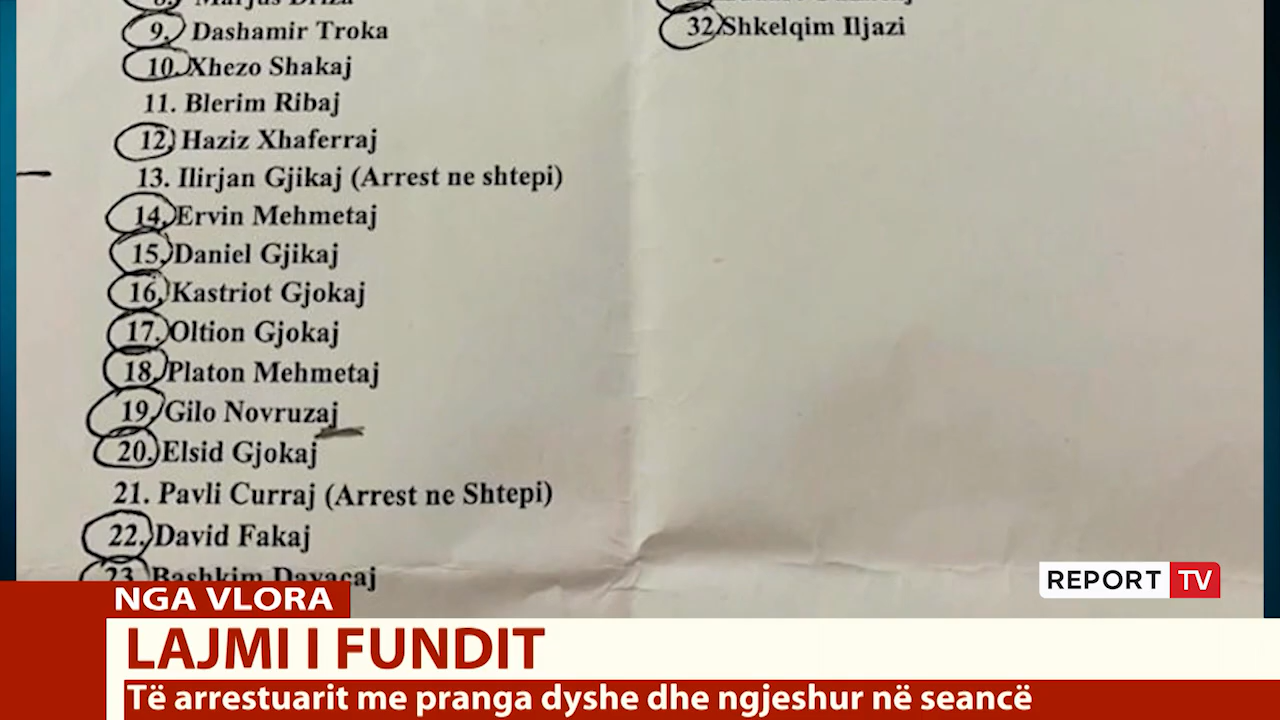 9. Dashamir Troka
10. Xhezo Shakaj
11. Blerim Ribaj
12. Haziz Xhaferraj
13. Ilirjan Gjikaj (Arrest ne shtepi)
14. Ervin Mehmetaj
15. Daniel Gjikaj
16. Kastriot Gjokaj
17. Oltion Gjokaj
18. Platon Mehmetaj
19. Gilo Novruzaj
20. Elsid Gjokaj
21. Pavli Curraj (Arrest ne Shtepi)
22. David Fakaj
23. Bashkim
32 Shkelqim Iljazi
REPORT TV
NGA VLORA
LAJMI I FUNDIT
Të arrestuarit me pranga dyshe dhe ngjeshur në seancë